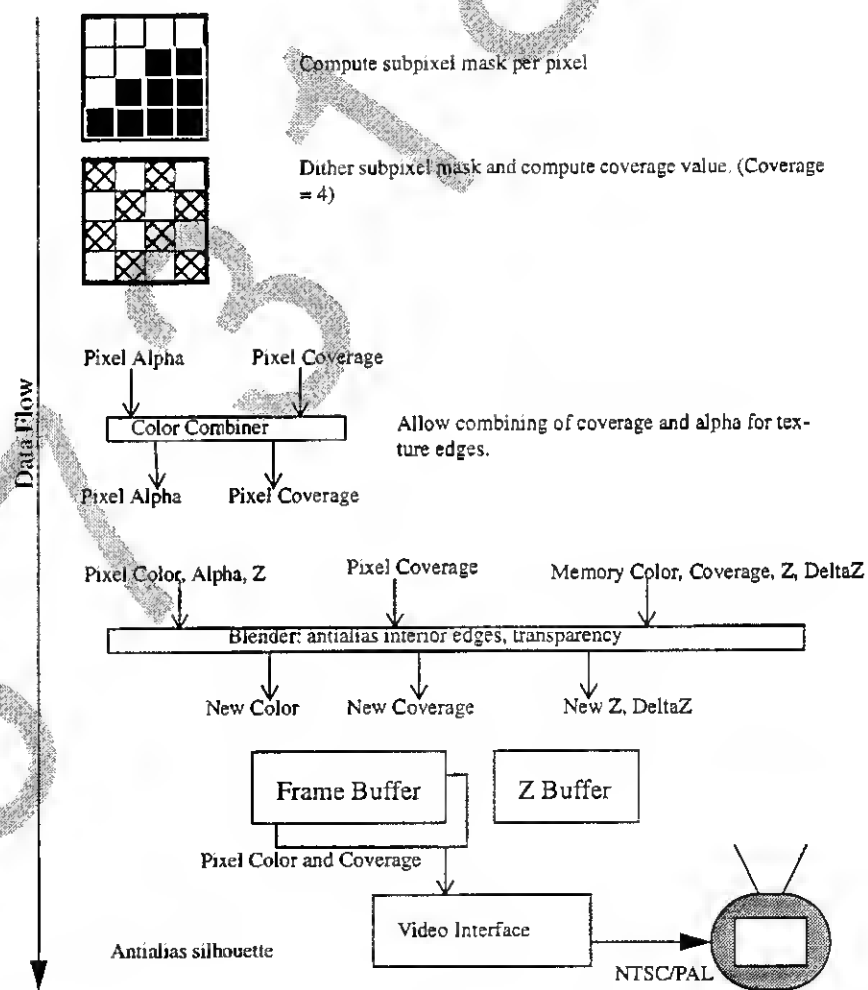 Compute subpixel mask per pixel
Dither subpixel mask and compute coverage value. (Coverage
= 4)
Data Flow
Pixel Alpha Pixel Coverage
Color Combiner
Allow combining of coverage and alpha for tex-
ture edges.
Pixel Alpha Pixel Coverage
Pixel Color, Alpha, Z Pixel Coverage Memory Color, Coverage, Z, DeltaZ
Blender: antialias interior edges, transparency
New Color New Coverage New Z, DeltaZ
Frame Buffer Z Buffer
Pixel Color and Coverage
Video Interface
Antialias silhouette
NTSC/PAL